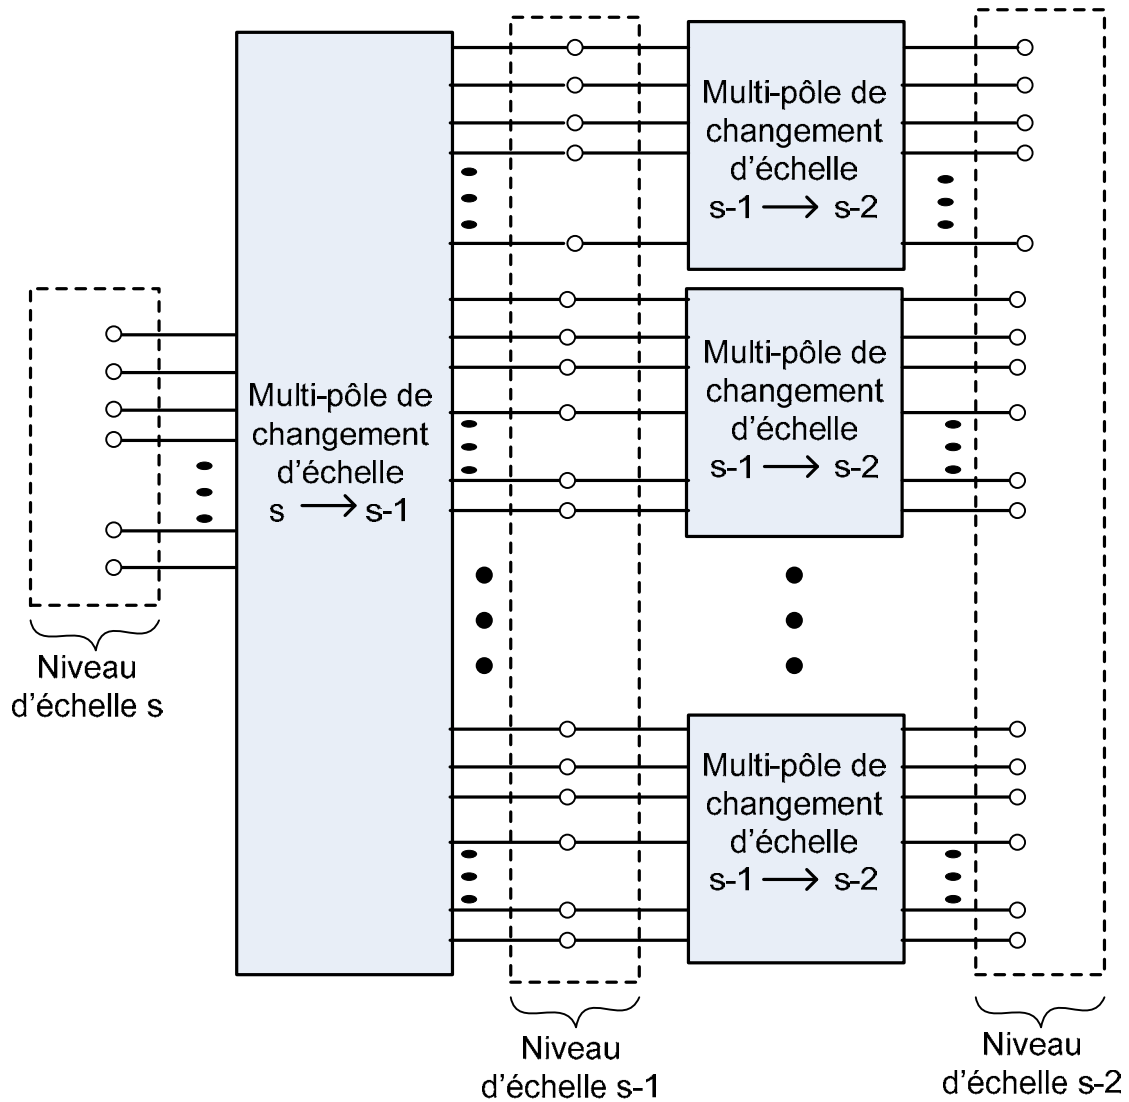 Multi-pôle de
changement
d'échelle
s → s-1
Multi-pôle de
changement
d'échelle
s-1 → s-2
Multi-pôle de
changement
d'échelle
s-1 → s-2
Multi-pôle de
changement
d'échelle
s-1 → s-2
Niveau
d'échelle s
Niveau
d'échelle s-1
Niveau
d'échelle s-2